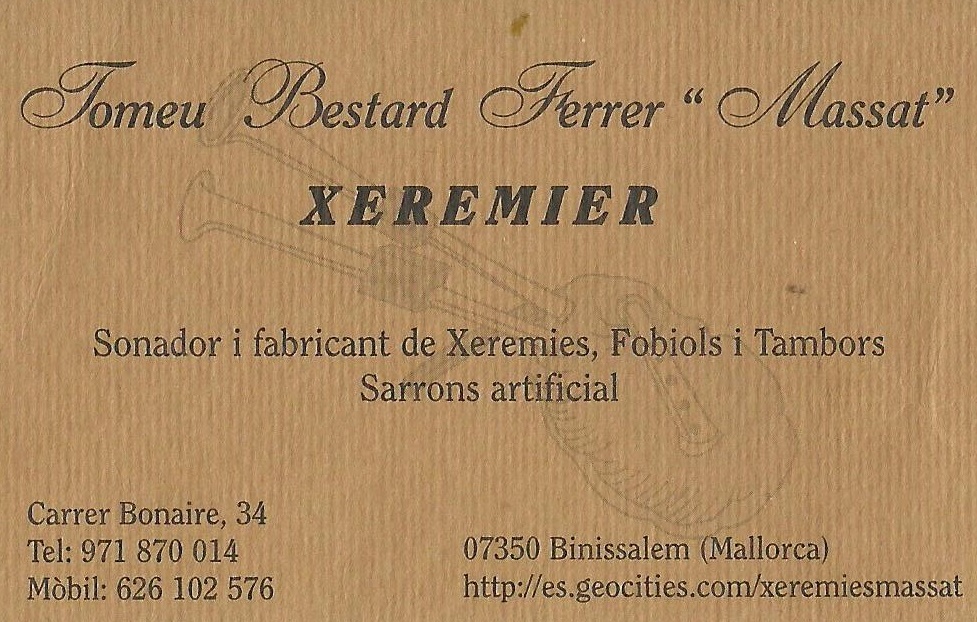 Tomeu Bestard Ferrer “Massat”
XEREMIER
Sonador i fabricant de Xeremies, Fobiols i Tambors
Sarrons artificial
Carrer Bonaire, 34
Tel: 971 870 014
Mòbil: 626 102 576
07350 Binissalem (Mallorca)
http://es.geocities.com/xeremiesmassat